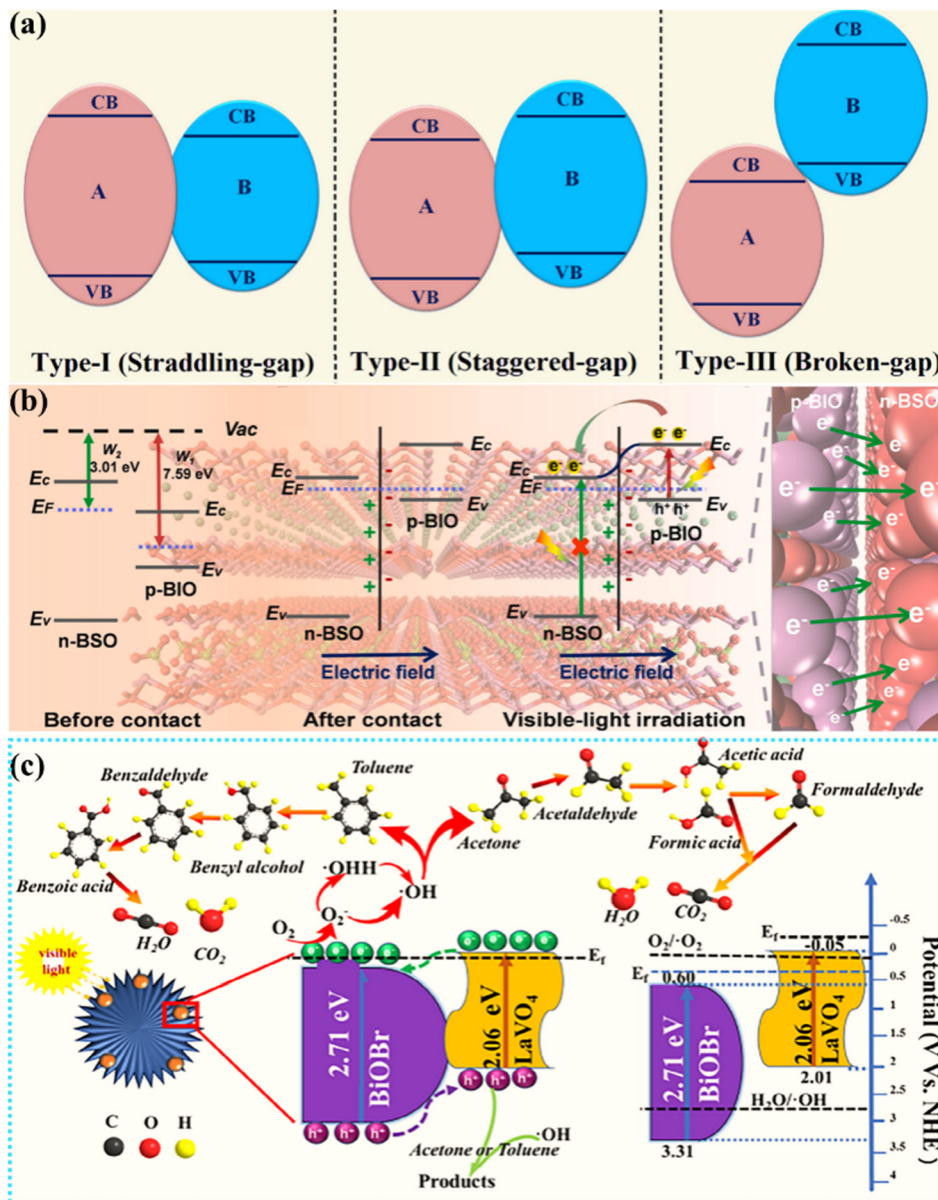 (a)
CB
A
VB
CB
B
VB
Type-I (Straddling-gap)
CB
A
VB
CB
B
VB
Type-II (Staggered-gap)
CB
B
VB
CB
A
VB
Type-III (Broken-gap)
(b)
Vac
W2
3.01 eV
W1
7.59 eV
Ec
EF
Ec
p-BIO
Ev
Ev
n-BSO
Before contact
Ec
Ec
EF
Ev
p-BIO
- - - - -
+ + + +
Ev
n-BSO
Electric field
After contact
e- e-
Ec
Ec
e- e-
EF
Ev
h+ h+
p-BIO
- - - - -
+ + + +
Ev
n-BSO
Electric field
Visible-light irradiation
p-BIO
n-BSO
e- e-
e- e-
e- e-
e- e-
e- e-
e- e-
e- e-
e- e-
(c)
Benzaldehyde
Toluene
Benzyl alcohol
Benzoic acid
H2O
CO2
Acetone
Acetaldehyde
Acetic acid
Formaldehyde
Formic acid
H2O
CO2
·OHH
O2
O2-
·OH
visible
light
C O H
e- e- e- e-
e- e- e- e-
Ef
2.71 eV
BiOBr
2.06 eV
LaVO4
h+ h+ h+
h+ h+ h+
Acetone or Toluene
·OH
Products
O2/·O2
Ef
-0.05
Ef
0.60
2.71 eV
BiOBr
2.06 eV
LaVO4
2.01
H2O/·OH
3.31
-0.5
0
0.5
1
1.5
2
2.5
3
3.5
4
Potential (V Vs. NHE)